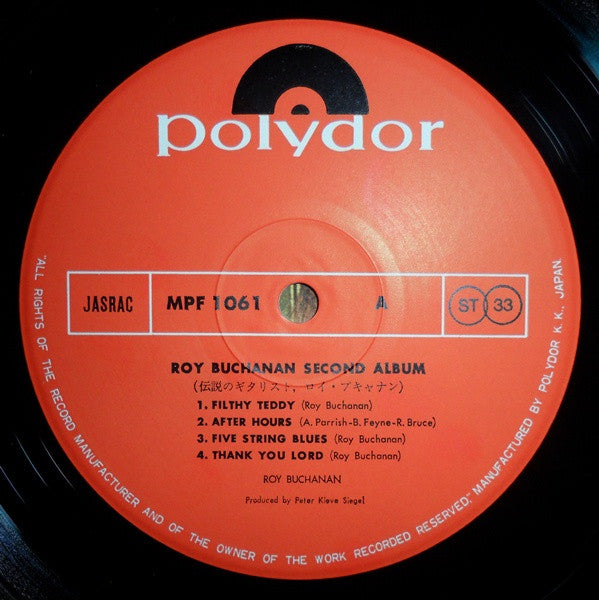 polydor
JASRAC
MPF 1061
A
ST 33
ROY BUCHANAN SECOND ALBUM
(伝説のギタリスト, ロイ・ブキャナン)
1. FILTHY TEDDY (Roy Buchanan)
2. AFTER HOURS (A. Parrish-B. Feyne-R. Bruce)
3. FIVE STRING BLUES (Roy Buchanan)
4. THANK YOU LORD (Roy Buchanan)
ROY BUCHANAN
Produced by Peter Kieve Siegel
"ALL RIGHTS OF THE RECORD MANUFACTURER AND OF THE OWNER OF THE WORK RECORDED RESERVED," MANUFACTURED BY POLYDOR K.K., JAPAN.